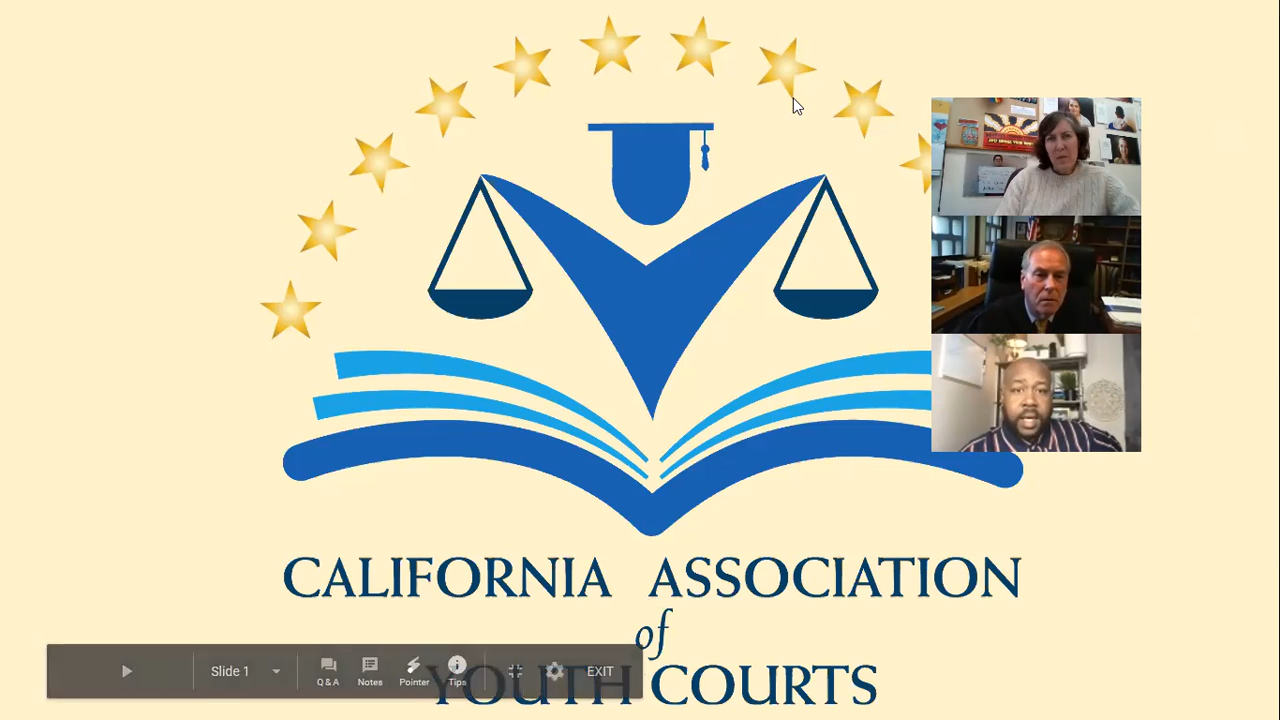 CALIFORNIA ASSOCIATION
of
YOUTH COURTS
Slide 1
Q & A
Notes
Pointer
Tips
EXIT